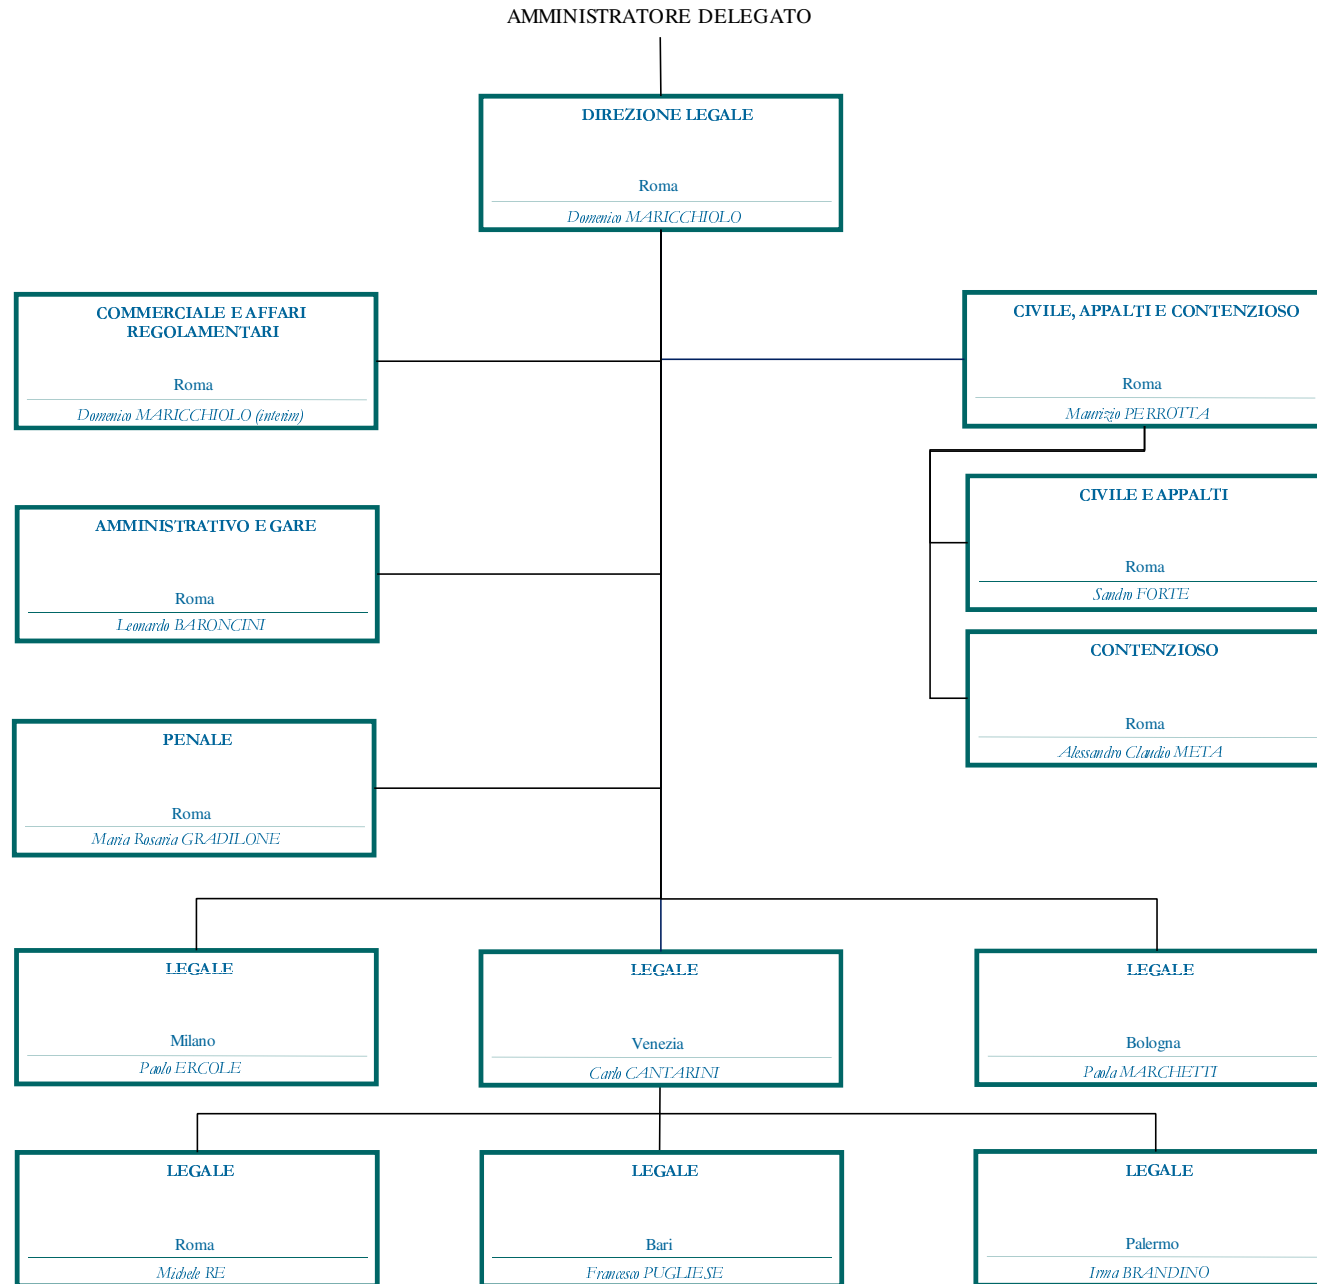 AMMINISTRATORE DELEGATO
DIREZIONE LEGALE
Roma
Domenico MARICCHIOLO
COMMERCIALE E AFFARI
REGOLAMENTARI
Roma
Domenico MARICCHIOLO (interim)
CIVILE, APPALTI E CONTENZIOSO
Roma
Maurizio PERROTTA
CIVILE E APPALTI
Roma
Sandro FORTE
AMMINISTRATIVO E GARE
Roma
Leonardo BARONCINI
CONTENZIOSO
Roma
Alessandro Claudio META
PENALE
Roma
Maria Rosaria GRADILONE
LEGALE
Milano
Paolo ERCOLE
LEGALE
Venezia
Carlo CANTARINI
LEGALE
Bologna
Paola MARCHETTI
LEGALE
Roma
Michele RE
LEGALE
Bari
Francesco PUGLIESE
LEGALE
Palermo
Irma BRANDINO